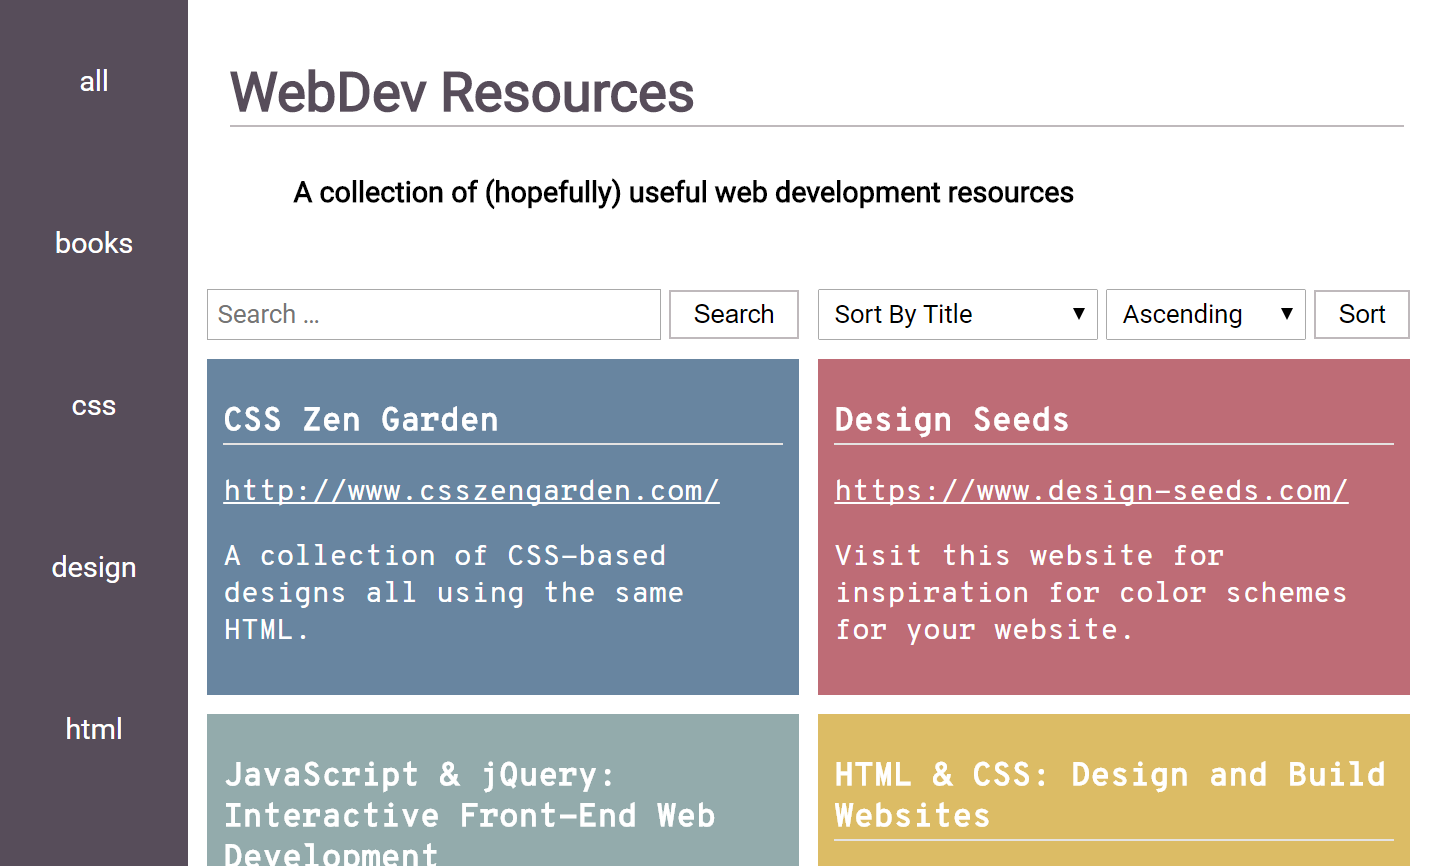 all
books
css
design
html
WebDev Resources
A collection of (hopefully) useful web development resources
Search ...
Search
Sort By Title
Ascending
Sort
CSS Zen Garden
http://www.csszengarden.com/
A collection of CSS-based
designs all using the same
HTML.
Design Seeds
https://www.design-seeds.com/
Visit this website for
inspiration for color schemes
for your website.
JavaScript & jQuery:
Interactive Front-End Web
Development
HTML & CSS: Design and Build
Websites